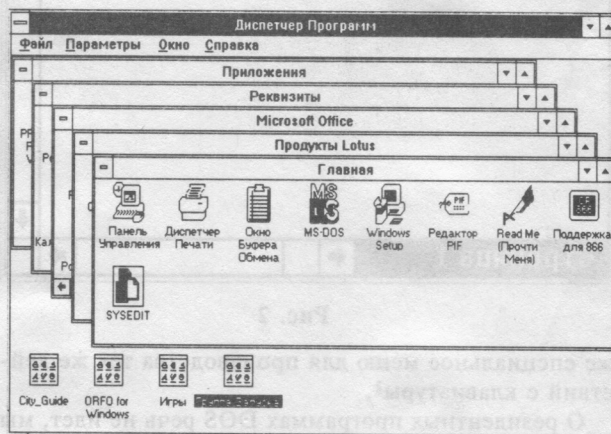 Диспетчер Программ
Файл Параметры Окно Справка
Приложения
Реквизиты
Microsoft Office
Продукты Lotus
Главная
Панель Управления
Диспетчер Печати
Окно Буфера Обмена
MS-DOS
Windows Setup
Редактор PIF
Read Me (Прочти Меня)
Поддержка для 866
SYSEDIT
City_Guide
ORFO for Windows
Игры